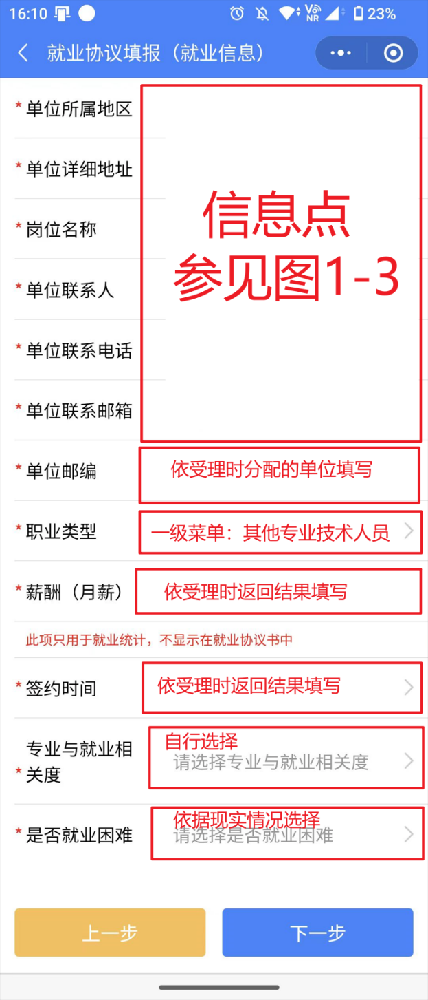 16:10 Vo NR 23%
就业协议填报（就业信息）
* 单位所属地区
* 单位详细地址
信息点
* 岗位名称
参见图1-3
* 单位联系人
* 单位联系电话
* 单位联系邮箱
* 单位邮编 依受理时分配的单位填写
* 职业类型 一级菜单：其他专业技术人员
* 薪酬（月薪） 依受理时返回结果填写
此项只用于就业统计，不显示在就业协议书中
* 签约时间 依受理时返回结果填写
自行选择
专业与就业相 请选择专业与就业相关度
* 关度
依据现实情况选择
* 是否就业困难 请选择是否就业困难
上一步 下一步